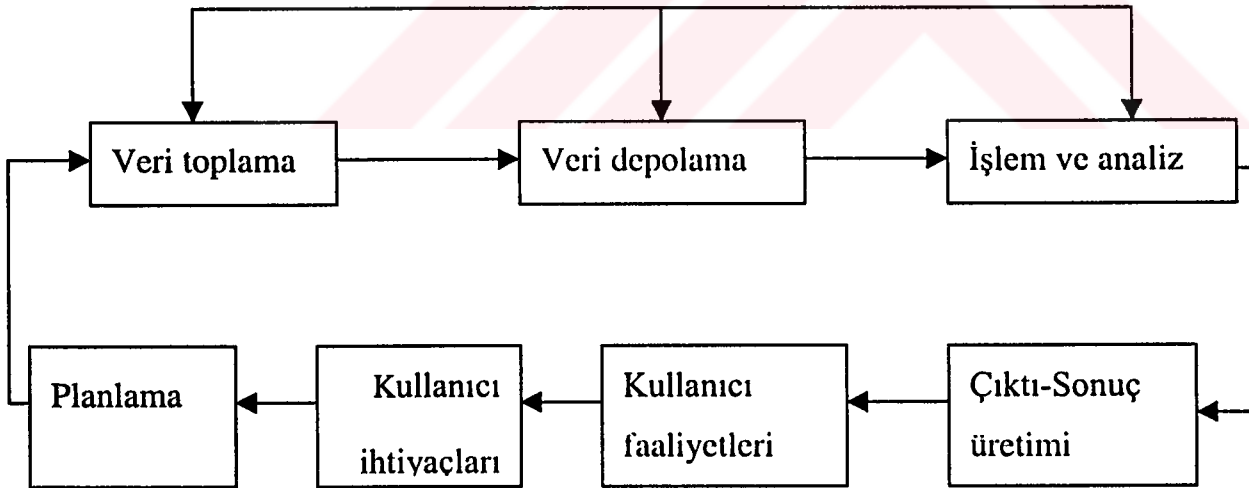 Veri toplama
Veri depolama
İşlem ve analiz
Planlama
Kullanıcı
ihtiyaçları
Kullanıcı
faaliyetleri
Çıktı-Sonuç
üretimi